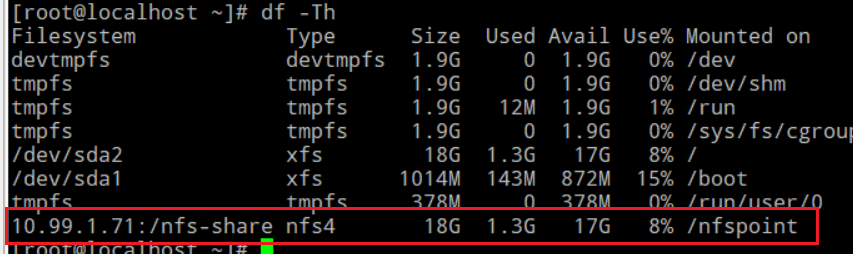 [root@localhost ~]# df -Th
Filesystem Type Size Used Avail Use% Mounted on
devtmpfs devtmpfs 1.9G 0 1.9G 0% /dev
tmpfs tmpfs 1.9G 0 1.9G 0% /dev/shm
tmpfs tmpfs 1.9G 12M 1.9G 1% /run
tmpfs tmpfs 1.9G 0 1.9G 0% /sys/fs/cgroup
/dev/sda2 xfs 18G 1.3G 17G 8% /
/dev/sda1 xfs 1014M 143M 872M 15% /boot
tmpfs tmpfs 378M 0 378M 0% /run/user/0
10.99.1.71:/nfs-share nfs4 18G 1.3G 17G 8% /nfspoint
[root@localhost ~]#